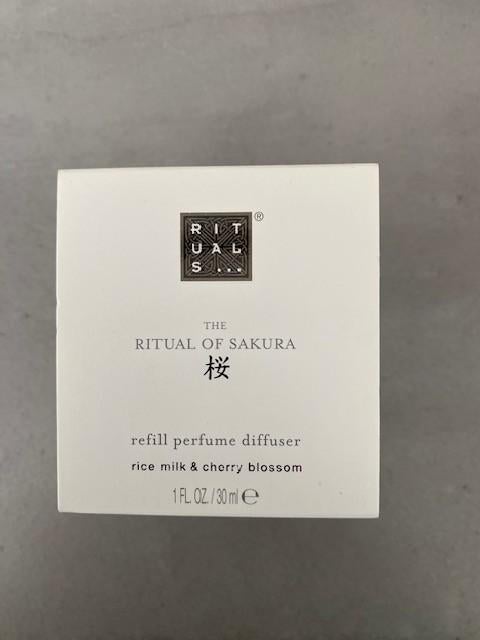 RIT
UAL
S...
®
THE
RITUAL OF SAKURA
桜
refill perfume diffuser
rice milk & cherry blossom
1 FL. OZ. / 30 ml ℮